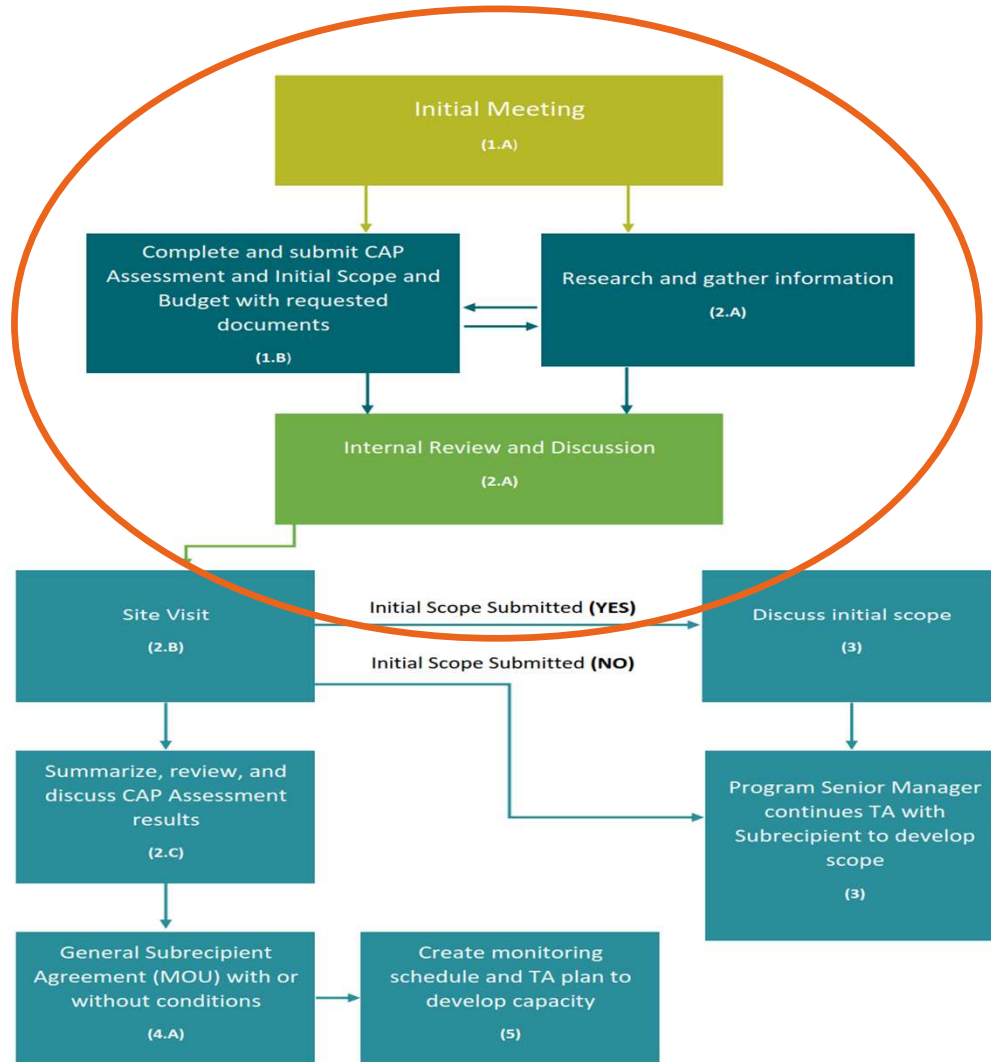 Initial Meeting
(1.A)
Complete and submit CAP
Assessment and Initial Scope and
Budget with requested
documents
(1.B)
Research and gather information
(2.A)
Internal Review and Discussion
(2.A)
Site Visit
(2.B)
Initial Scope Submitted (YES)
Initial Scope Submitted (NO)
Discuss initial scope
(3)
Summarize, review, and
discuss CAP Assessment
results
(2.C)
Program Senior Manager
continues TA with
Subrecipient to develop
scope
(3)
General Subrecipient
Agreement (MOU) with or
without conditions
(4.A)
Create monitoring
schedule and TA plan to
develop capacity
(5)